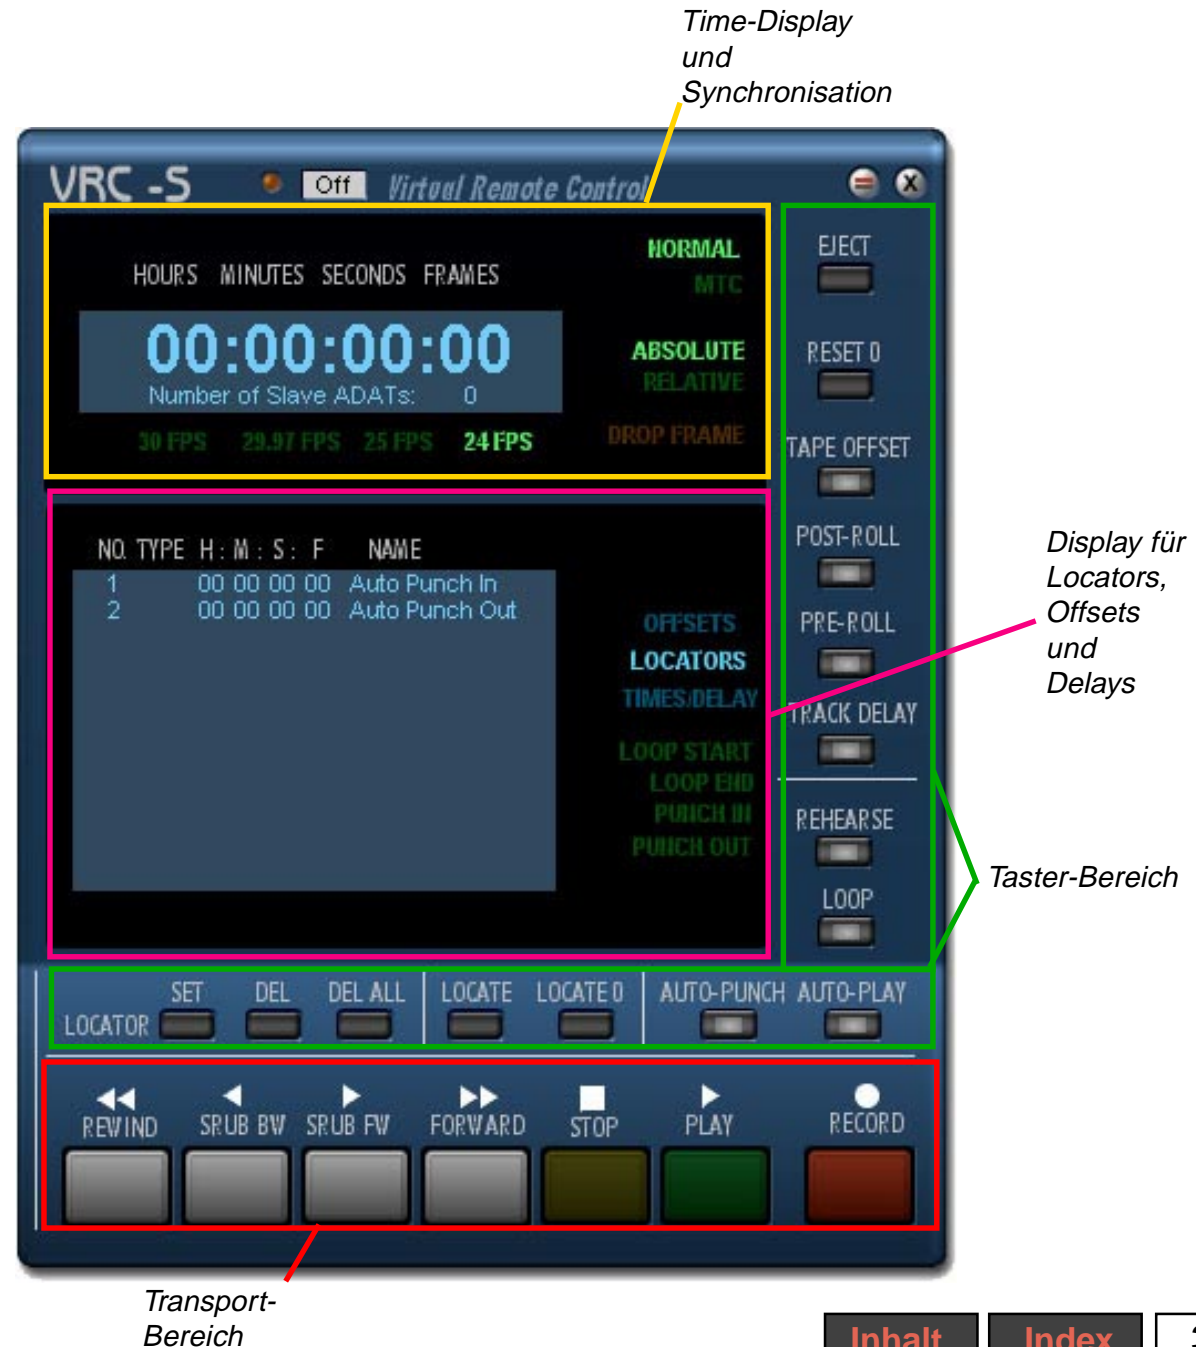 Time-Display
und
Synchronisation
VRC -S
Off
Virtual Remote Control
NORMAL
MTC
HOURS MINUTES SECONDS FRAMES
00:00:00:00
Number of Slave ADATs: 0
ABSOLUTE
RELATIVE
30 FPS 29.97 FPS 25 FPS 24 FPS
DROP FRAME
EJECT
RESET 0
TAPE OFFSET
POST-ROLL
PRE-ROLL
TRACK DELAY
REHEARSE
LOOP
NO. TYPE H : M : S : F NAME
1 00 00 00 00 Auto Punch In
2 00 00 00 00 Auto Punch Out
OFFSETS
LOCATORS
TIMES/DELAY
LOOP START
LOOP END
PUNCH IN
PUNCH OUT
Display für
Locators,
Offsets
und
Delays
Taster-Bereich
LOCATOR
SET DEL DEL ALL LOCATE LOCATE 0 AUTO-PUNCH AUTO-PLAY
REWIND SRUB BW SRUB FW FORWARD STOP PLAY RECORD
Transport-
Bereich
Inhalt Index